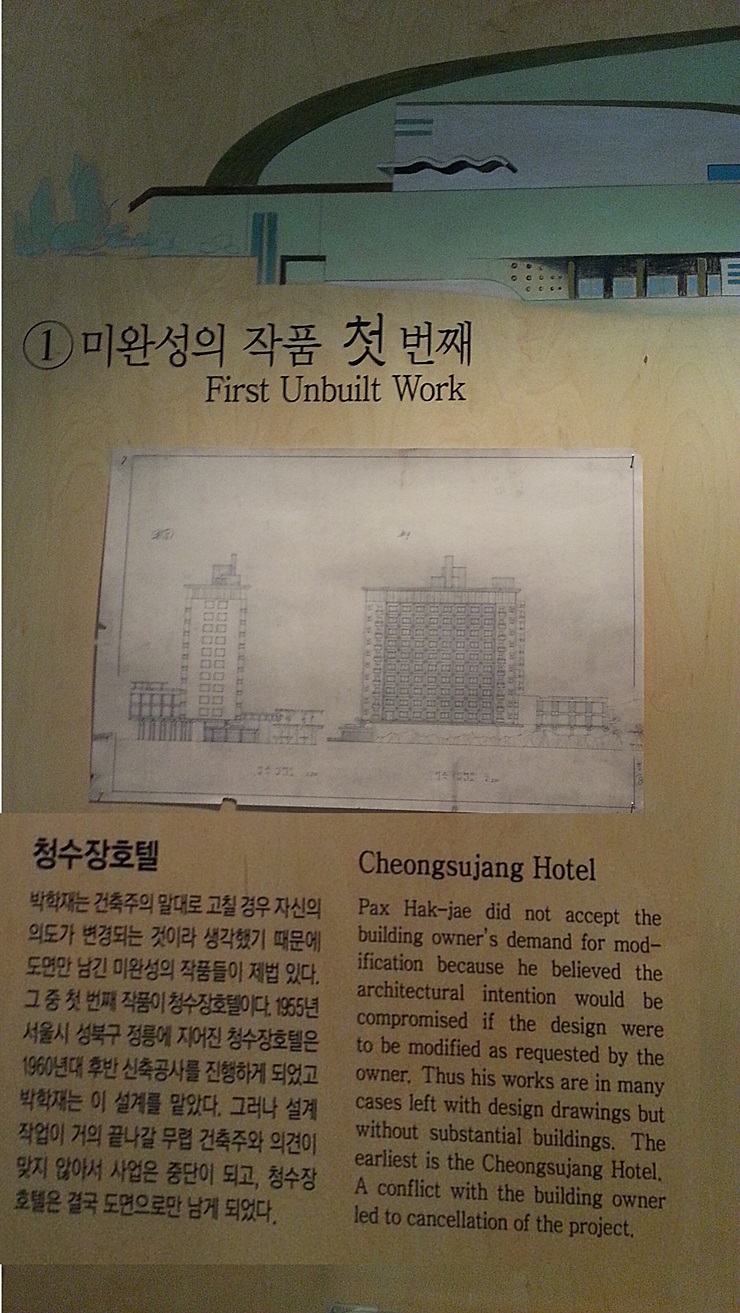 ① 미완성의 작품 첫 번째
First Unbuilt Work
청수장호텔
박학재는 건축주의 말대로 고칠 경우 자신의
의도가 변경되는 것이라 생각했기 때문에
도면만 남긴 미완성의 작품들이 제법 있다.
그 중 첫 번째 작품이 청수장호텔이다. 1955년
서울시 성북구 정릉에 지어진 청수장호텔은
1960년대 후반 신축공사를 진행하게 되었고
박학재는 이 설계를 맡았다. 그러나 설계
작업이 거의 끝나갈 무렵 건축주와 의견이
맞지 않아서 사업은 중단이 되고, 청수장
호텔은 결국 도면으로만 남게 되었다.
Cheongsujang Hotel
Pax Hak-jae did not accept the
building owner's demand for mod-
ification because he believed the
architectural intention would be
compromised if the design were
to be modified as requested by the
owner. Thus his works are in many
cases left with design drawings but
without substantial buildings. The
earliest is the Cheongsujang Hotel.
A conflict with the building owner
led to cancellation of the project.